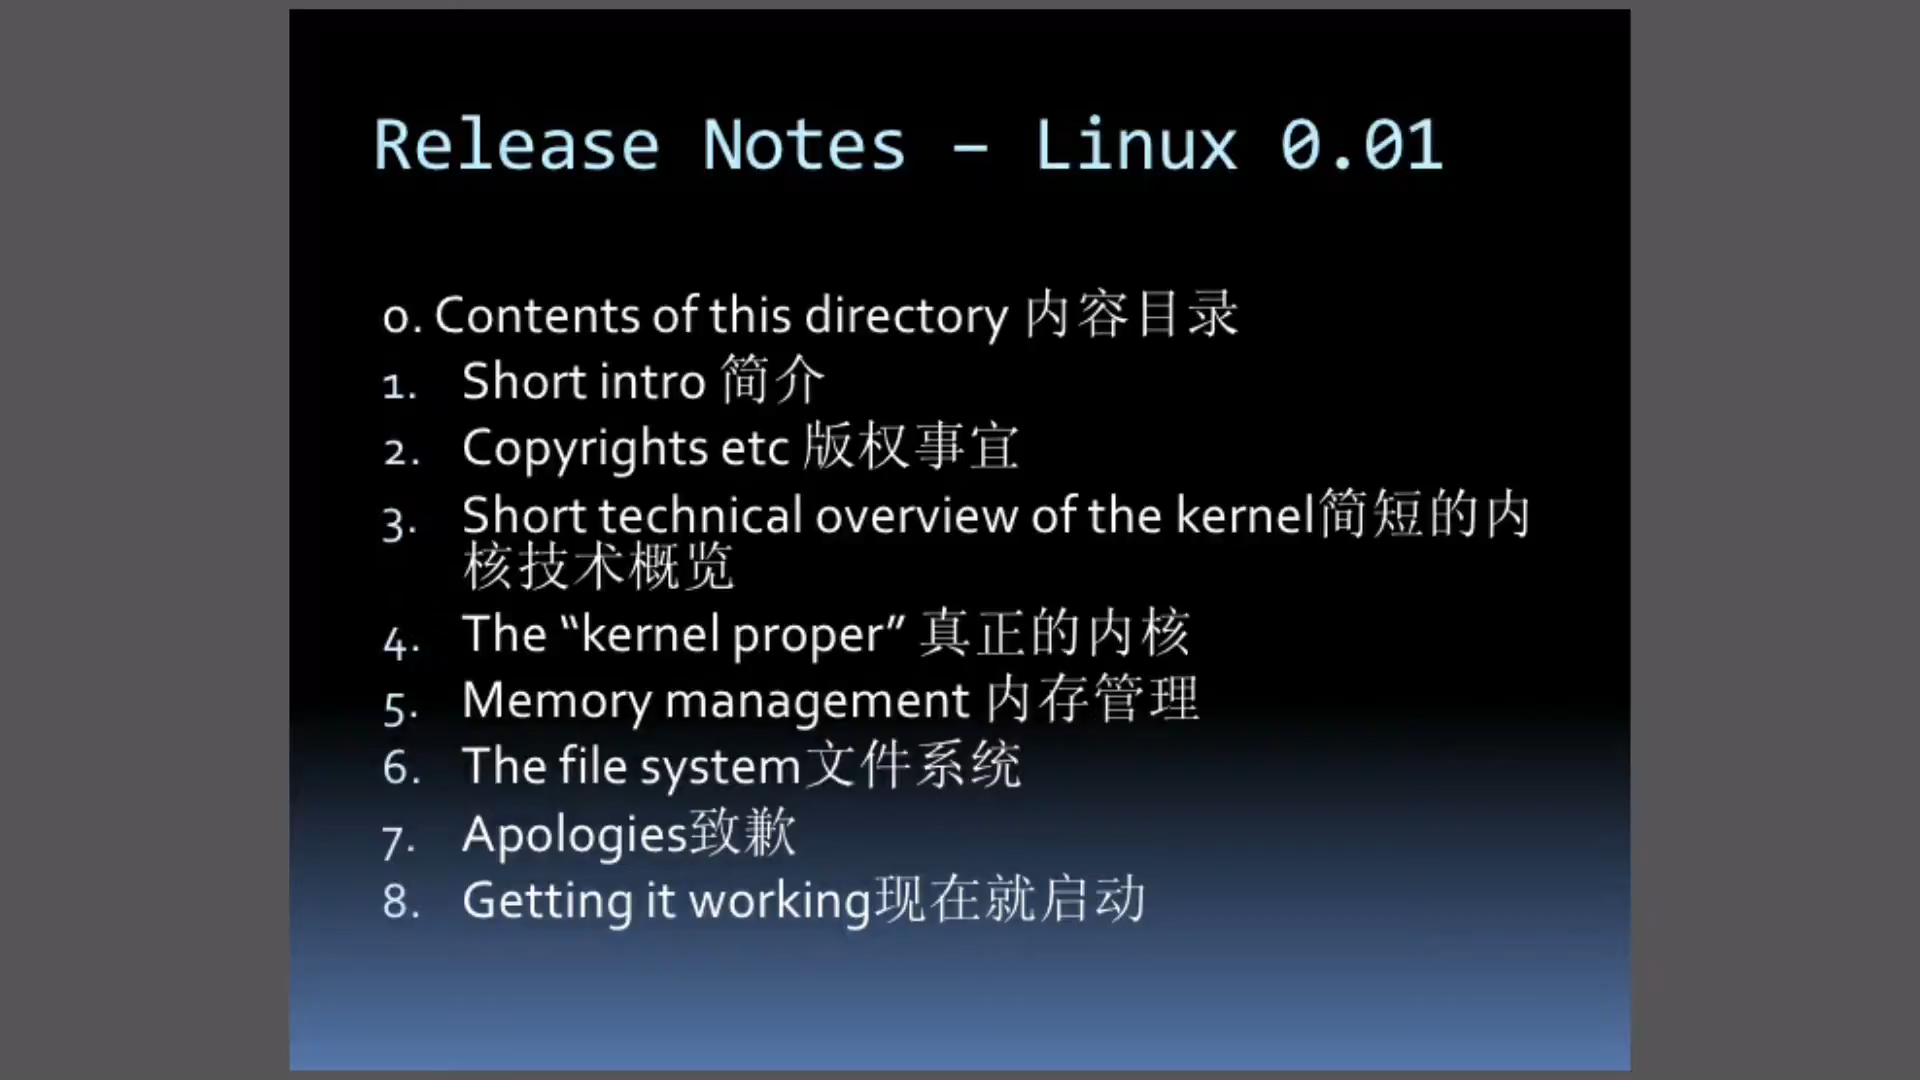 Release Notes – Linux 0.01
0. Contents of this directory 内容目录
1. Short intro 简介
2. Copyrights etc 版权事宜
3. Short technical overview of the kernel简短的内
核技术概览
4. The “kernel proper” 真正的内核
5. Memory management 内存管理
6. The file system文件系统
7. Apologies致歉
8. Getting it working现在就启动